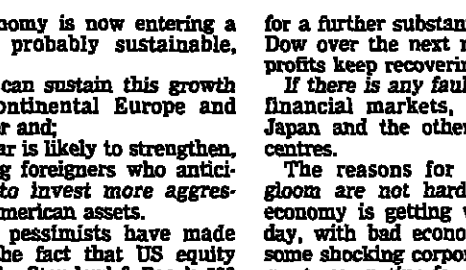 nomy is now entering a
probably sustainable,
can sustain this growth
ontinental Europe and
r and;
ar is likely to strengthen,
g foreigners who antici-
to invest more aggres-
merican assets.
pessimists have made
he fact that US equity
for a further substan
Dow over the next
profits keep recoverin
If there is any faul
financial markets,
Japan and the other
centres.
The reasons for
gloom are not hard
economy is getting
day, with bad econo
some shocking corpor